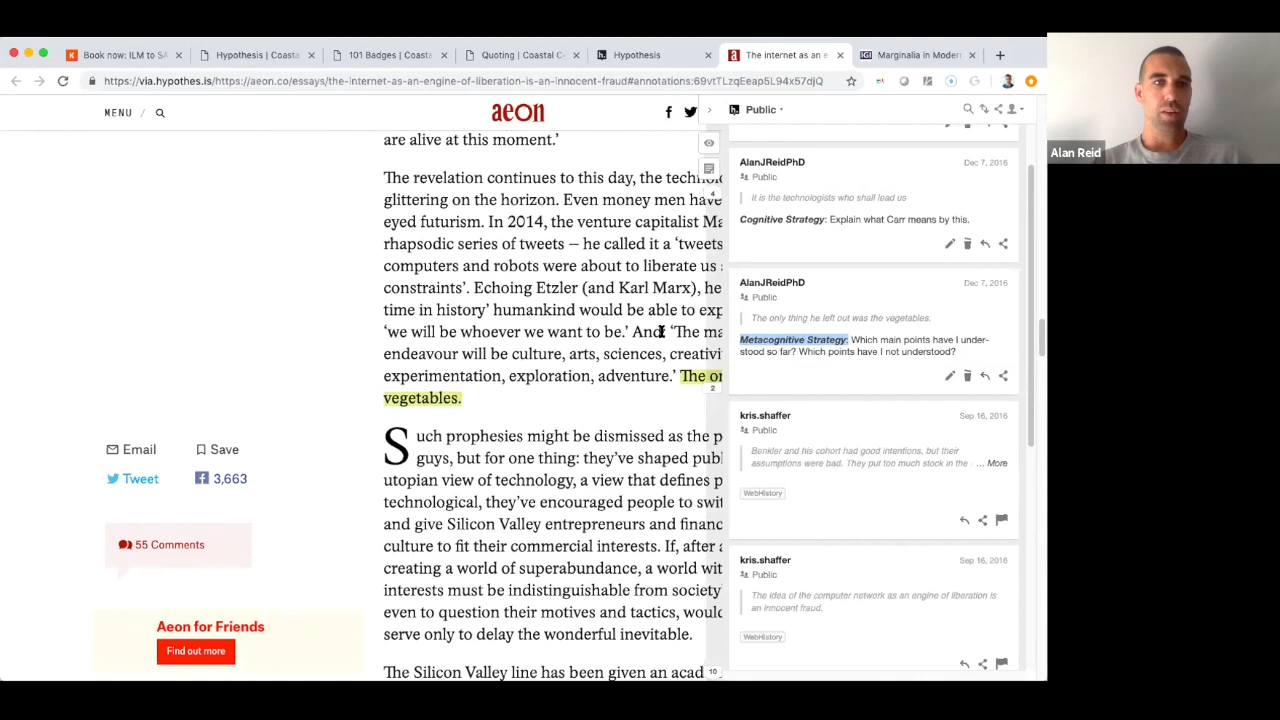 Book now: ILM to SA
Hypothesis | Coasta
101 Badges | Coasta
Quoting | Coastal C
Hypothesis
The internet as an e
Marginalia in Modern
https://via.hypothes.is/https://aeon.co/essays/the-internet-as-an-engine-of-liberation-is-an-innocent-fraud#annotations:69vtTLzqEeap5L94x57djQ
MENU /
aeon
are alive at this moment.’
The revelation continues to this day, the techno
glittering on the horizon. Even money men have
eyed futurism. In 2014, the venture capitalist Ma
rhapsodic series of tweets – he called it a ‘tweets
computers and robots were about to liberate us
constraints’. Echoing Etzler (and Karl Marx), he
time in history’ humankind would be able to exp
‘we will be whoever we want to be.’ And: ‘The ma
endeavour will be culture, arts, sciences, creativi
experimentation, exploration, adventure.’ The on
vegetables.
Such prophesies might be dismissed as the p
guys, but for one thing: they’ve shaped publ
utopian view of technology, a view that defines p
technological, they’ve encouraged people to swit
and give Silicon Valley entrepreneurs and financ
culture to fit their commercial interests. If, after a
creating a world of superabundance, a world wit
interests must be indistinguishable from society’
even to question their motives and tactics, would
serve only to delay the wonderful inevitable.
The Silicon Valley line has been given an acad
Email
Save
Tweet
3,663
55 Comments
Aeon for Friends
Find out more
4
2
10
Public
AlanJReidPhD
Dec 7, 2016
Public
It is the technologists who shall lead us
Cognitive Strategy: Explain what Carr means by this.
AlanJReidPhD
Dec 7, 2016
Public
The only thing he left out was the vegetables.
Metacognitive Strategy: Which main points have I under-
stood so far? Which points have I not understood?
kris.shaffer
Sep 16, 2016
Public
Benkler and his cohort had good intentions, but their
assumptions were bad. They put too much stock in the
... More
WebHistory
kris.shaffer
Sep 16, 2016
Public
The idea of the computer network as an engine of liberation is
an innocent fraud.
WebHistory
Alan Reid